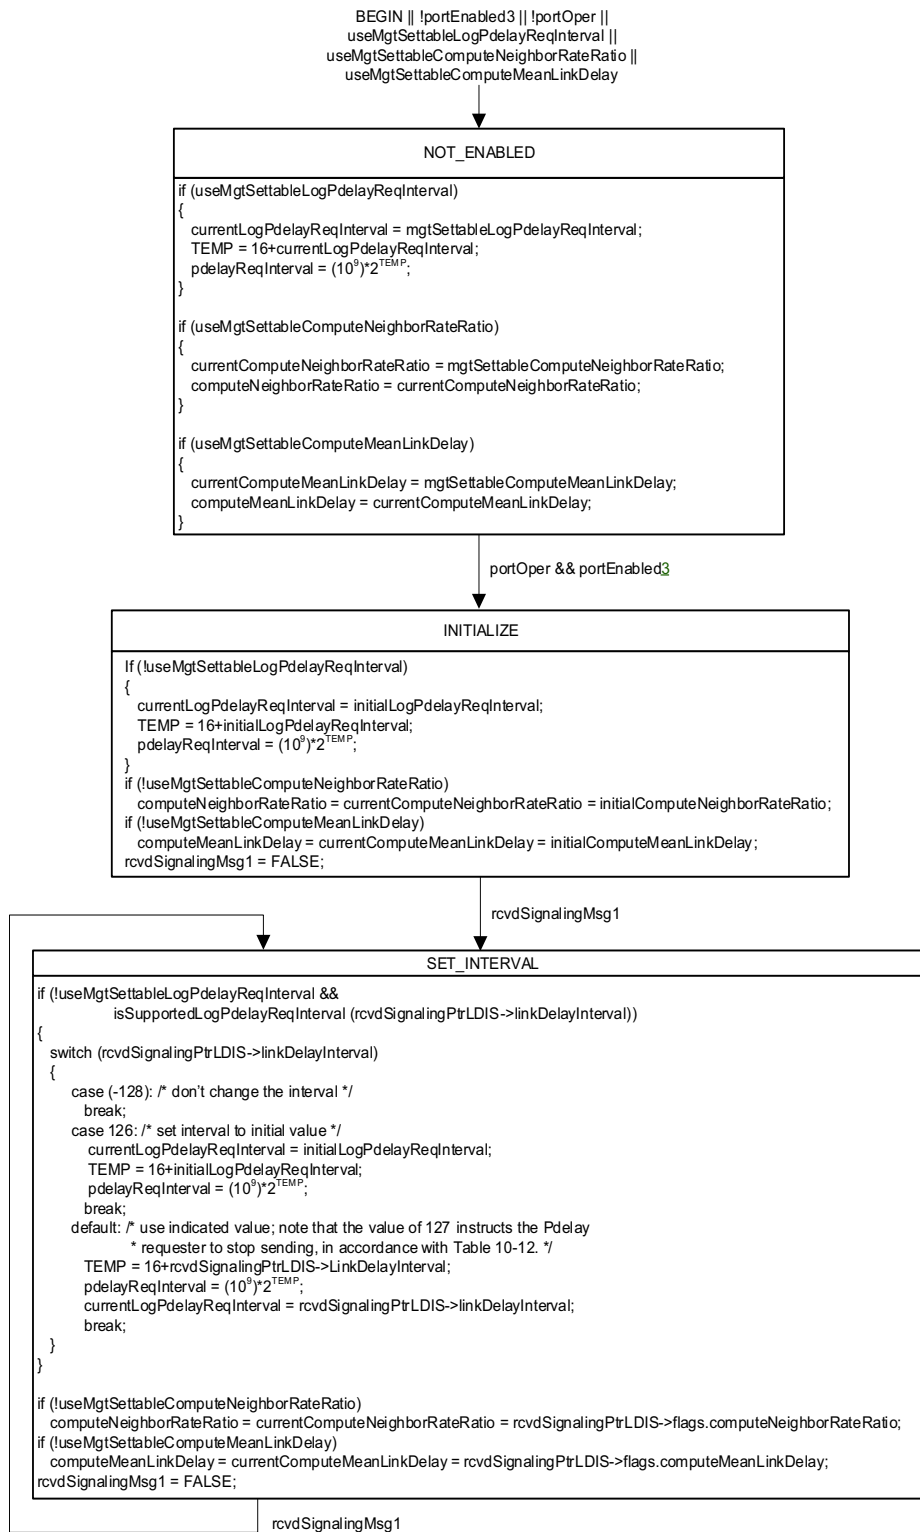 BEGIN || !portEnabled3 || !portOper ||
useMgtSettableLogPdelayReqInterval ||
useMgtSettableComputeNeighborRateRatio ||
useMgtSettableComputeMeanLinkDelay
NOT_ENABLED
if (useMgtSettableLogPdelayReqInterval)
{
currentLogPdelayReqInterval = mgtSettableLogPdelayReqInterval;
TEMP = 16+currentLogPdelayReqInterval;
pdelayReqInterval = (10⁹)*2^TEMP;
}
if (useMgtSettableComputeNeighborRateRatio)
{
currentComputeNeighborRateRatio = mgtSettableComputeNeighborRateRatio;
computeNeighborRateRatio = currentComputeNeighborRateRatio;
}
if (useMgtSettableComputeMeanLinkDelay)
{
currentComputeMeanLinkDelay = mgtSettableComputeMeanLinkDelay;
computeMeanLinkDelay = currentComputeMeanLinkDelay;
}
portOper && portEnabled3
INITIALIZE
If (!useMgtSettableLogPdelayReqInterval)
{
currentLogPdelayReqInterval = initialLogPdelayReqInterval;
TEMP = 16+initialLogPdelayReqInterval;
pdelayReqInterval = (10⁹)*2^TEMP;
}
if (!useMgtSettableComputeNeighborRateRatio)
computeNeighborRateRatio = currentComputeNeighborRateRatio = initialComputeNeighborRateRatio;
if (!useMgtSettableComputeMeanLinkDelay)
computeMeanLinkDelay = currentComputeMeanLinkDelay = initialComputeMeanLinkDelay;
rcvdSignalingMsg1 = FALSE;
rcvdSignalingMsg1
SET_INTERVAL
if (!useMgtSettableLogPdelayReqInterval &&
isSupportedLogPdelayReqInterval (rcvdSignalingPtrLDIS->linkDelayInterval))
{
switch (rcvdSignalingPtrLDIS->linkDelayInterval)
{
case (-128): /* don't change the interval */
break;
case 126: /* set interval to initial value */
currentLogPdelayReqInterval = initialLogPdelayReqInterval;
TEMP = 16+initialLogPdelayReqInterval;
pdelayReqInterval = (10⁹)*2^TEMP;
break;
default: /* use indicated value; note that the value of 127 instructs the Pdelay
* requester to stop sending, in accordance with Table 10-12. */
TEMP = 16+rcvdSignalingPtrLDIS->LinkDelayInterval;
pdelayReqInterval = (10⁹)*2^TEMP;
currentLogPdelayReqInterval = rcvdSignalingPtrLDIS->linkDelayInterval;
break;
}
}
if (!useMgtSettableComputeNeighborRateRatio)
computeNeighborRateRatio = currentComputeNeighborRateRatio = rcvdSignalingPtrLDIS->flags.computeNeighborRateRatio;
if (!useMgtSettableComputeMeanLinkDelay)
computeMeanLinkDelay = currentComputeMeanLinkDelay = rcvdSignalingPtrLDIS->flags.computeMeanLinkDelay;
rcvdSignalingMsg1 = FALSE;
rcvdSignalingMsg1